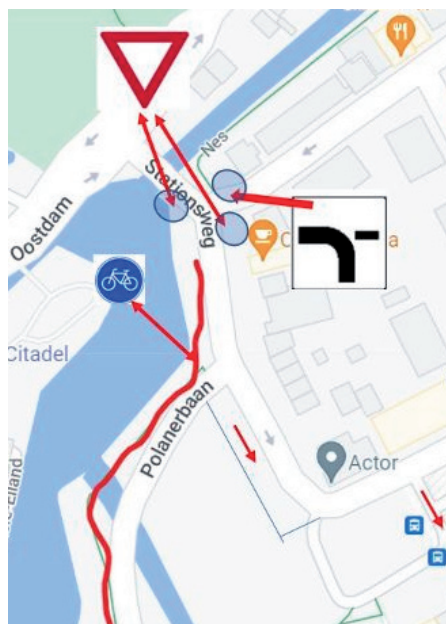 Nes
Stationsweg
Oostdam
Citadel
Polanerbaan
Actor